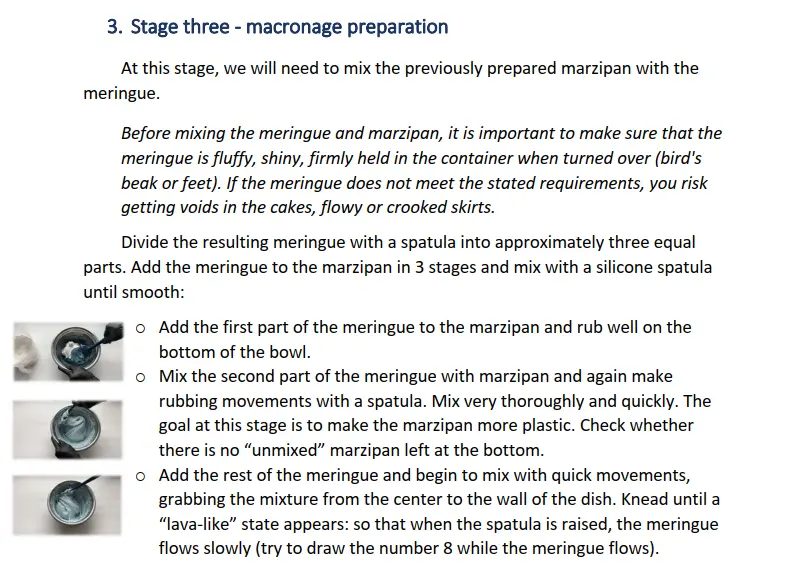 3. Stage three - macronage preparation
At this stage, we will need to mix the previously prepared marzipan with the
meringue.
Before mixing the meringue and marzipan, it is important to make sure that the
meringue is fluffy, shiny, firmly held in the container when turned over (bird's
beak or feet). If the meringue does not meet the stated requirements, you risk
getting voids in the cakes, flowy or crooked skirts.
Divide the resulting meringue with a spatula into approximately three equal
parts. Add the meringue to the marzipan in 3 stages and mix with a silicone spatula
until smooth:
○ Add the first part of the meringue to the marzipan and rub well on the
bottom of the bowl.
○ Mix the second part of the meringue with marzipan and again make
rubbing movements with a spatula. Mix very thoroughly and quickly. The
goal at this stage is to make the marzipan more plastic. Check whether
there is no “unmixed” marzipan left at the bottom.
○ Add the rest of the meringue and begin to mix with quick movements,
grabbing the mixture from the center to the wall of the dish. Knead until a
“lava-like” state appears: so that when the spatula is raised, the meringue
flows slowly (try to draw the number 8 while the meringue flows).